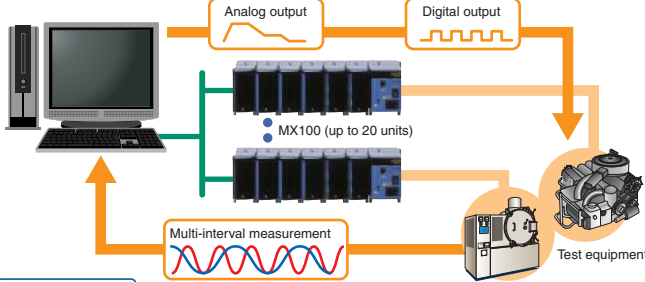 Analog output
Digital output
MX100 (up to 20 units)
Multi-interval measurement
Test equipment